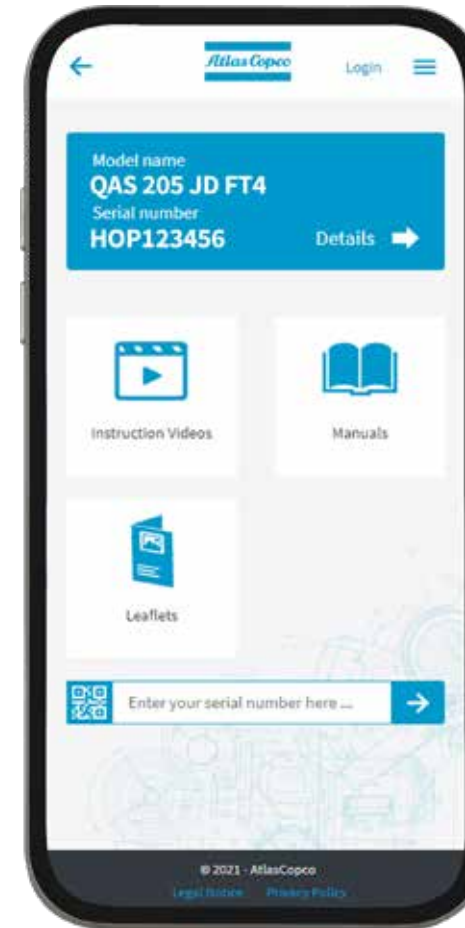 Atlas Copco
Login
Model name
QAS 205 JD FT4
Serial number
HOP123456
Details
Instruction Videos
Manuals
Leaflets
Enter your serial number here ...
© 2021 - AtlasCopco
Legal Notice Privacy Policy